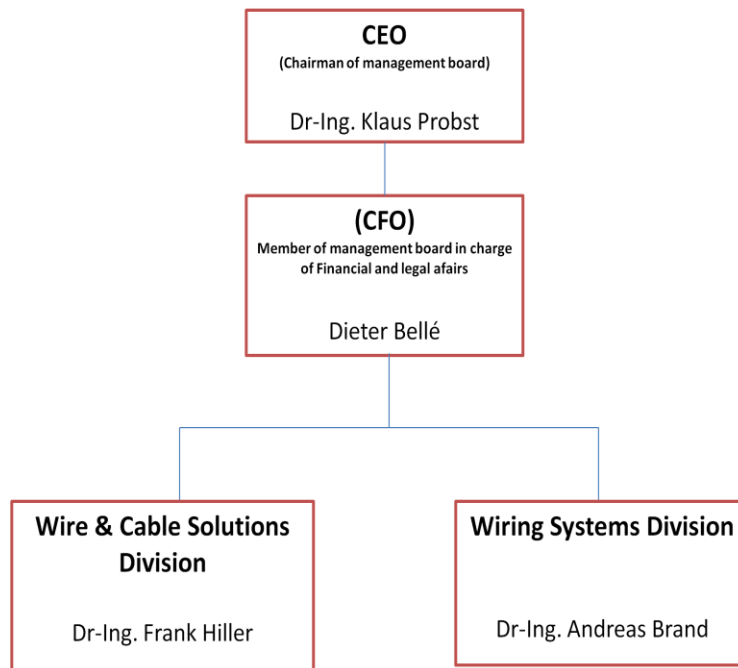 CEO
(Chairman of management board)
Dr-Ing. Klaus Probst
(CFO)
Member of management board in charge
of Financial and legal afairs
Dieter Bellé
Wire & Cable Solutions
Division
Dr-Ing. Frank Hiller
Wiring Systems Division
Dr-Ing. Andreas Brand